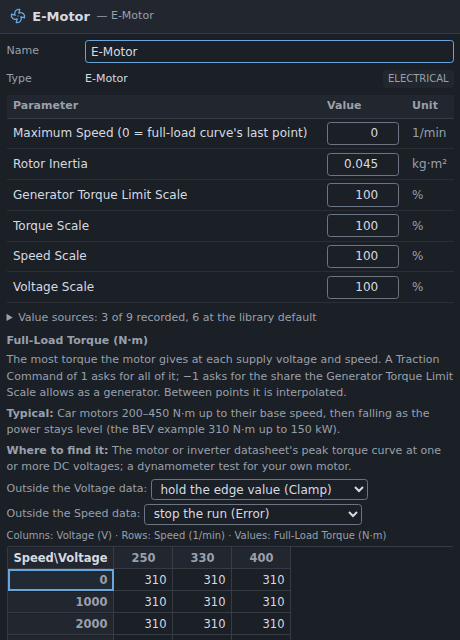 E-Motor — E-Motor
Name E-Motor
Type E-Motor ELECTRICAL
Parameter Value Unit
Maximum Speed (0 = full-load curve's last point) 0 1/min
Rotor Inertia 0.045 kg·m²
Generator Torque Limit Scale 100 %
Torque Scale 100 %
Speed Scale 100 %
Voltage Scale 100 %
Value sources: 3 of 9 recorded, 6 at the library default
Full-Load Torque (N·m)
The most torque the motor gives at each supply voltage and speed. A Traction
Command of 1 asks for all of it; −1 asks for the share the Generator Torque Limit
Scale allows as a generator. Between points it is interpolated.
Typical: Car motors 200–450 N·m up to their base speed, then falling as the
power stays level (the BEV example 310 N·m up to 150 kW).
Where to find it: The motor or inverter datasheet's peak torque curve at one
or more DC voltages; a dynamometer test for your own motor.
Outside the Voltage data: hold the edge value (Clamp)
Outside the Speed data: stop the run (Error)
Columns: Voltage (V) · Rows: Speed (1/min) · Values: Full-Load Torque (N·m)
Speed\Voltage 250 330 400
0 310 310 310
1000 310 310 310
2000 310 310 310